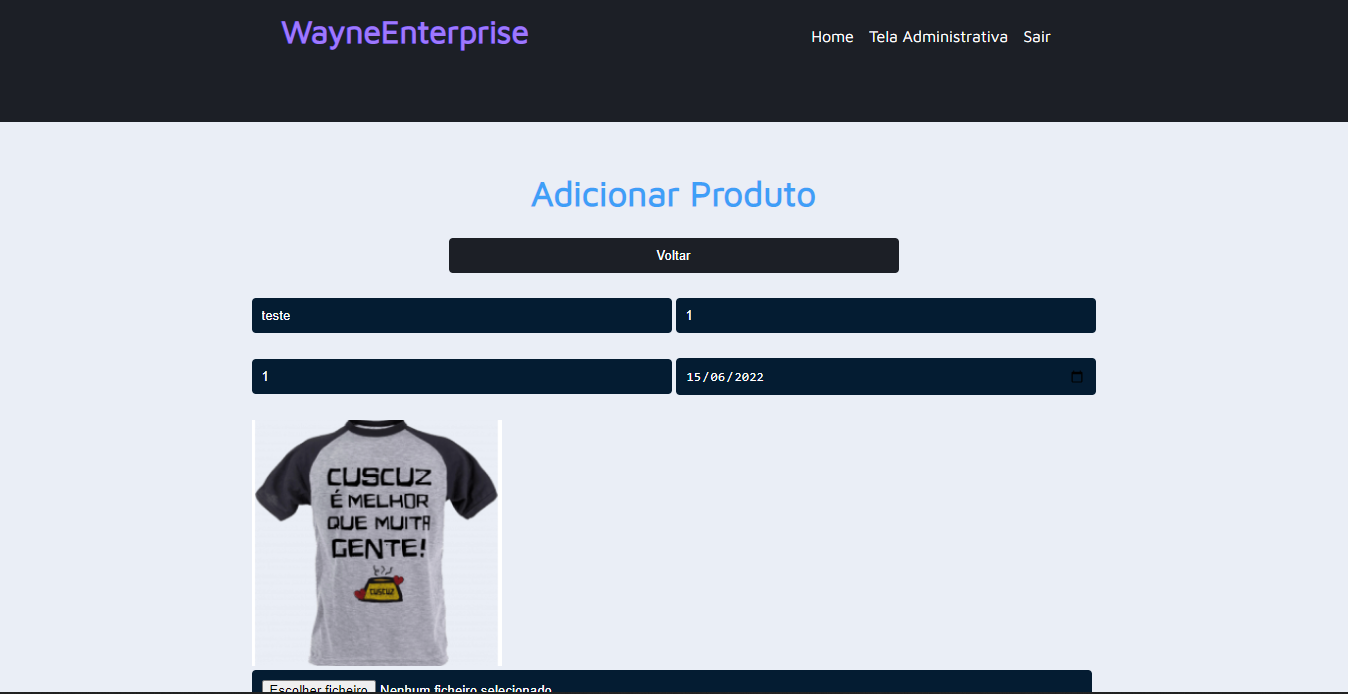 WayneEnterprise
Home Tela Administrativa Sair
Adicionar Produto
Voltar
teste 1
1 15/06/2022
CUSCUZ
É MELHOR
QUE MUITA
GENTE!
CUSCUZ
Escolher ficheiro Nenhum ficheiro selecionado